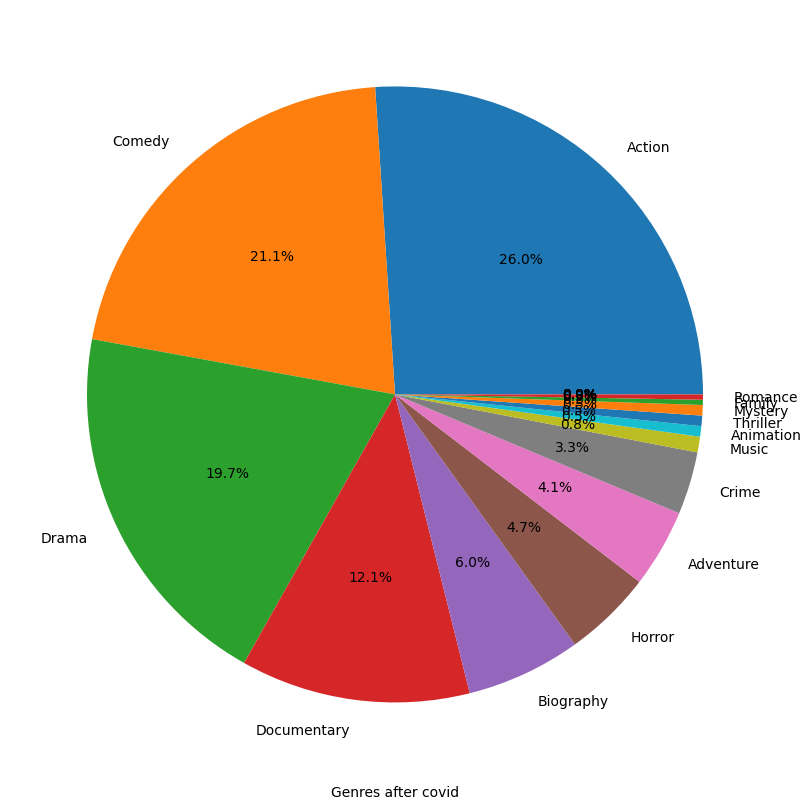 Comedy
Action
21.1%
26.0%
Romance
Family
Mystery
Thriller
Animation
0.8%
Music
3.3%
Crime
19.7%
4.1%
4.7%
Drama
Adventure
6.0%
12.1%
Horror
Biography
Documentary
Genres after covid